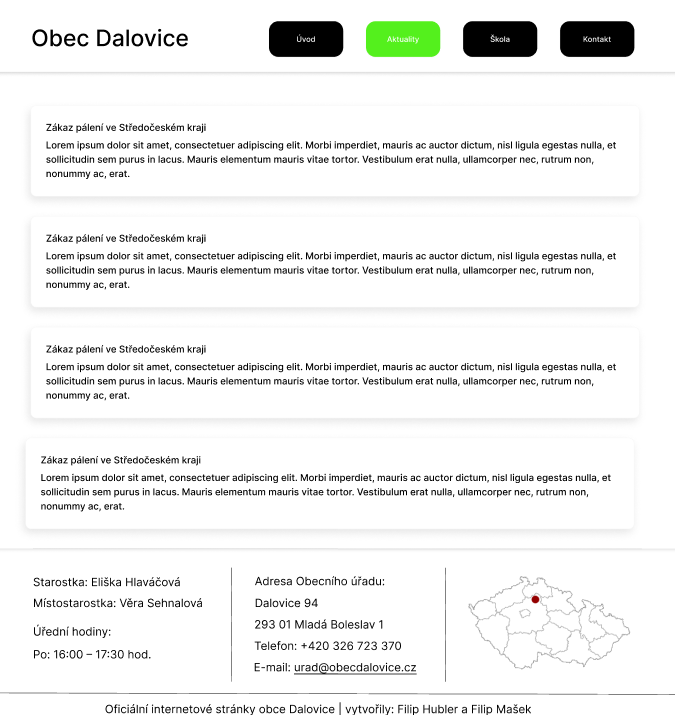 Obec Dalovice
Úvod
Aktuality
Škola
Kontakt
Zákaz pálení ve Středočeském kraji
Lorem ipsum dolor sit amet, consectetuer adipiscing elit. Morbi imperdiet, mauris ac auctor dictum, nisl ligula egestas nulla, et
sollicitudin sem purus in lacus. Mauris elementum mauris vitae tortor. Vestibulum erat nulla, ullamcorper nec, rutrum non,
nonummy ac, erat.
Zákaz pálení ve Středočeském kraji
Lorem ipsum dolor sit amet, consectetuer adipiscing elit. Morbi imperdiet, mauris ac auctor dictum, nisl ligula egestas nulla, et
sollicitudin sem purus in lacus. Mauris elementum mauris vitae tortor. Vestibulum erat nulla, ullamcorper nec, rutrum non,
nonummy ac, erat.
Zákaz pálení ve Středočeském kraji
Lorem ipsum dolor sit amet, consectetuer adipiscing elit. Morbi imperdiet, mauris ac auctor dictum, nisl ligula egestas nulla, et
sollicitudin sem purus in lacus. Mauris elementum mauris vitae tortor. Vestibulum erat nulla, ullamcorper nec, rutrum non,
nonummy ac, erat.
Zákaz pálení ve Středočeském kraji
Lorem ipsum dolor sit amet, consectetuer adipiscing elit. Morbi imperdiet, mauris ac auctor dictum, nisl ligula egestas nulla, et
sollicitudin sem purus in lacus. Mauris elementum mauris vitae tortor. Vestibulum erat nulla, ullamcorper nec, rutrum non,
nonummy ac, erat.
Starostka: Eliška Hlaváčová
Místostarostka: Věra Sehnalová
Úřední hodiny:
Po: 16:00 – 17:30 hod.
Adresa Obecního úřadu:
Dalovice 94
293 01 Mladá Boleslav 1
Telefon: +420 326 723 370
E-mail: urad@obecdalovice.cz
Oficiální internetové stránky obce Dalovice | vytvořily: Filip Hubler a Filip Mašek